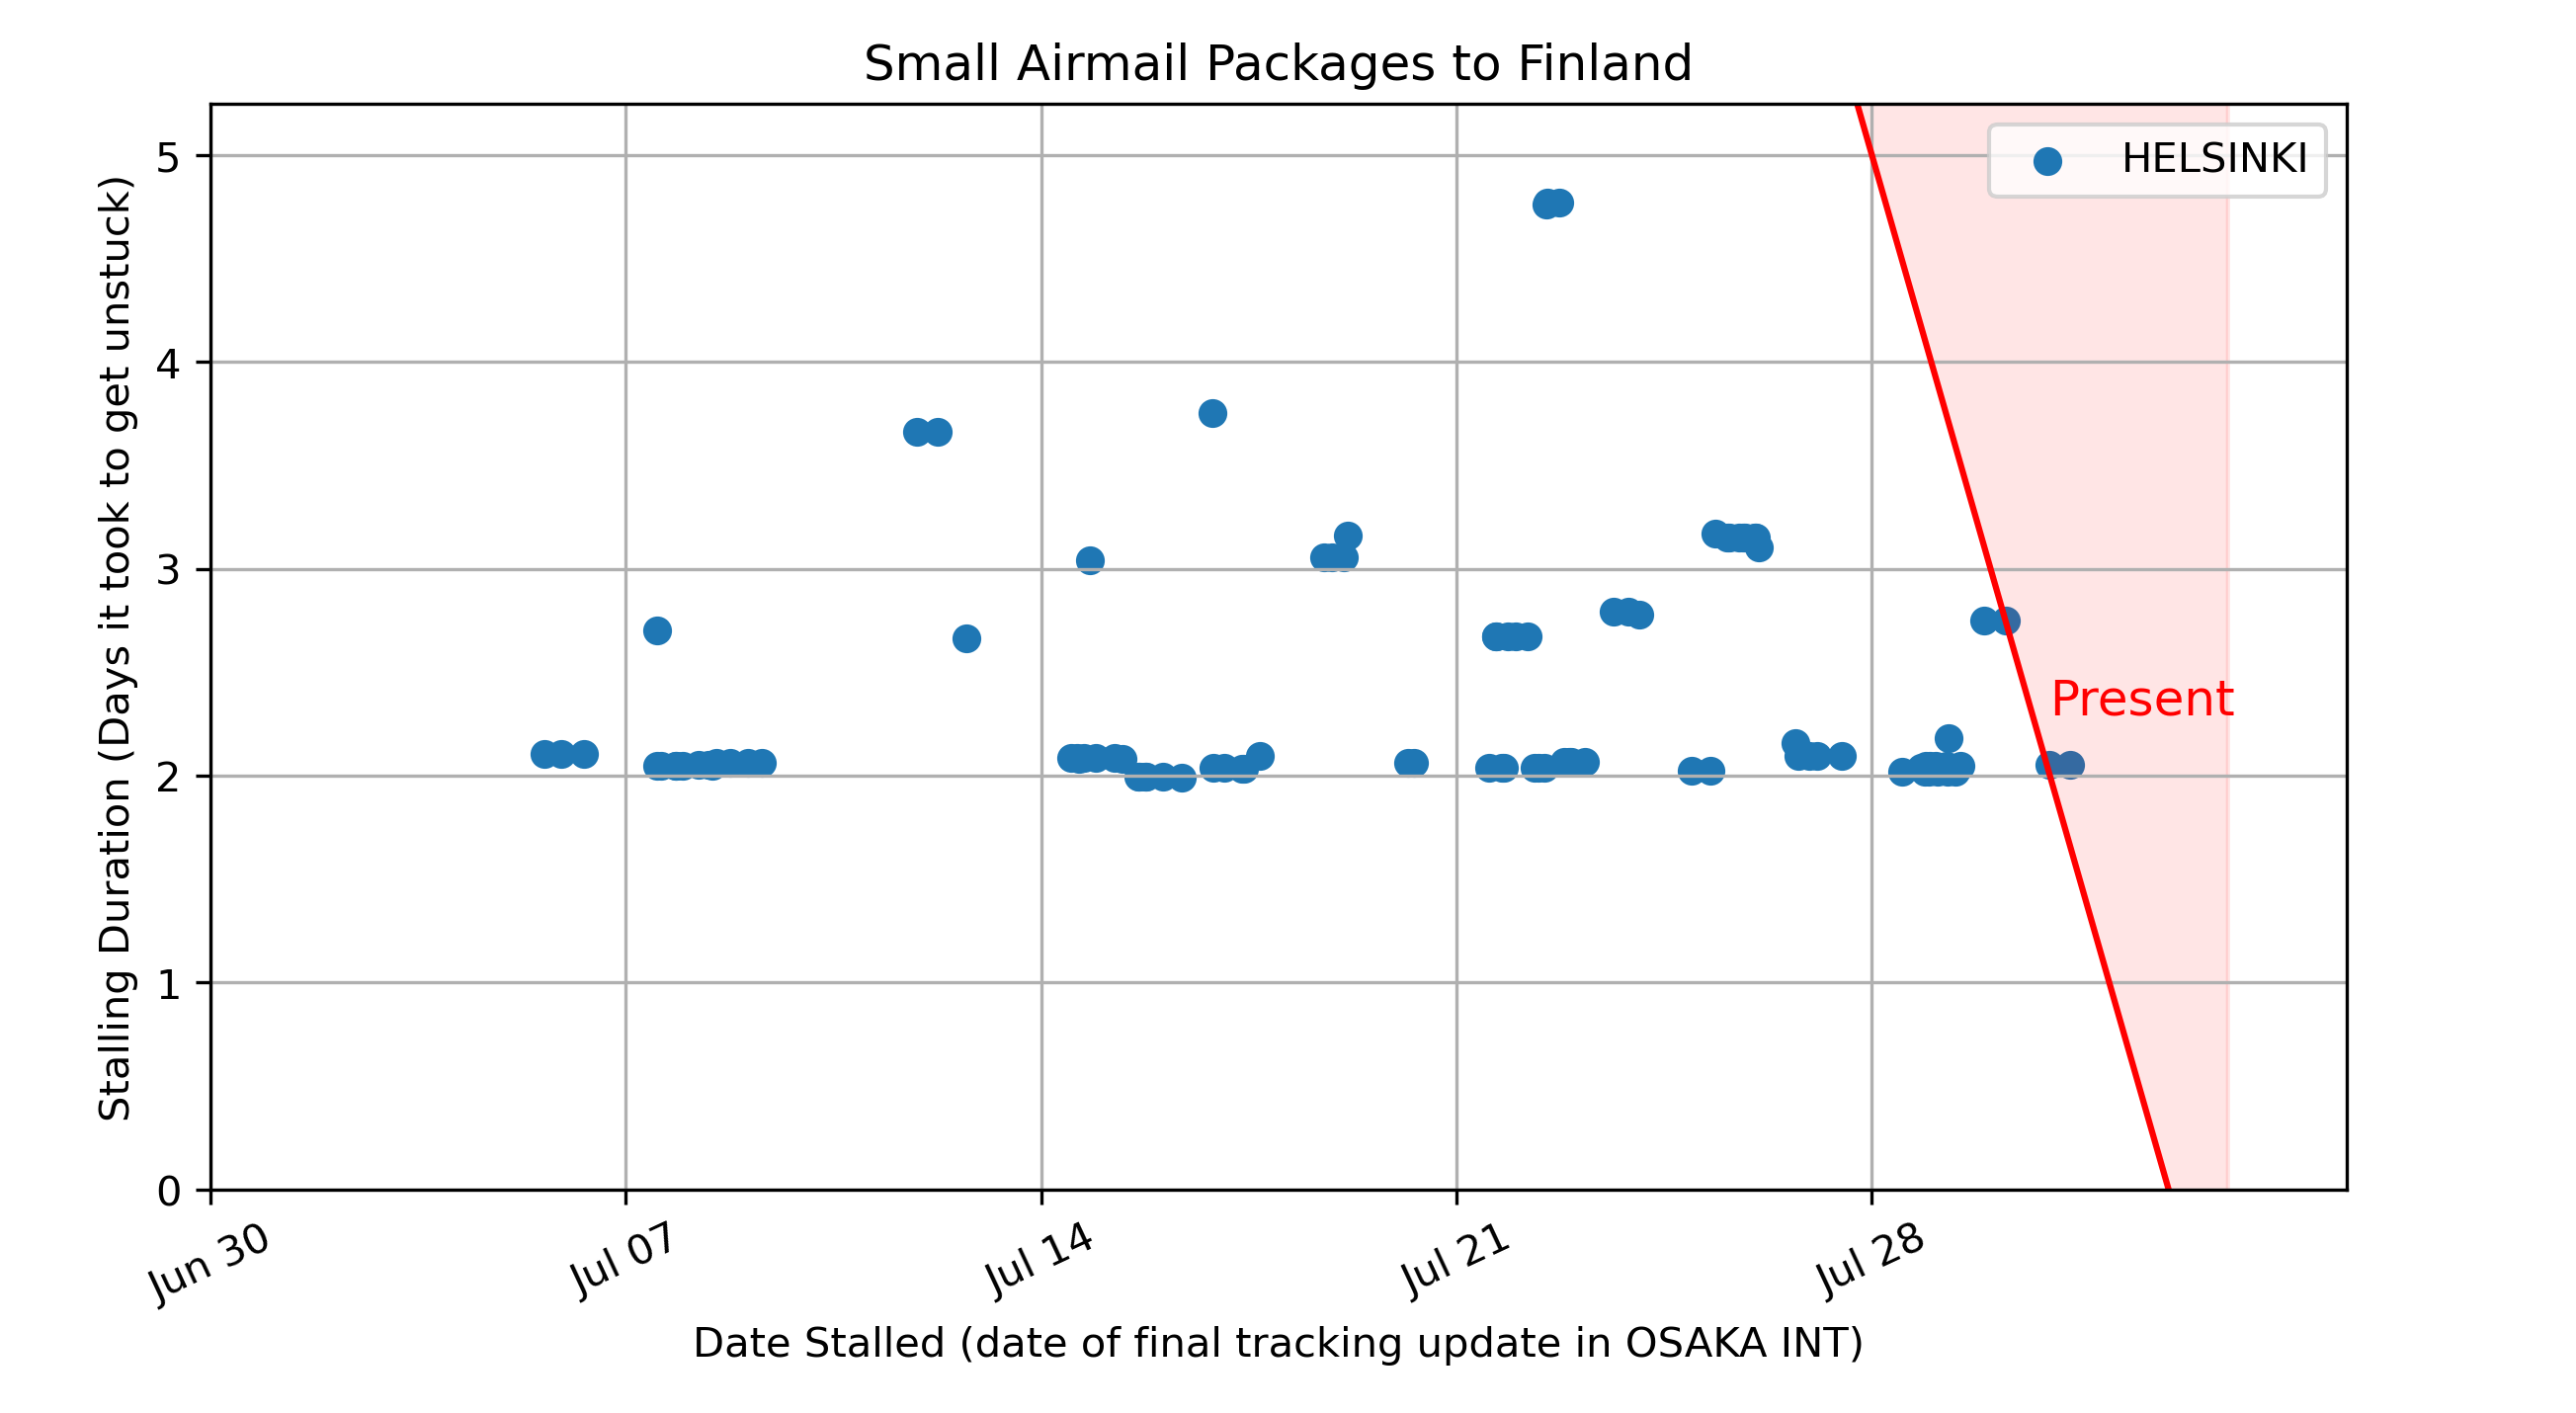 Small Airmail Packages to Finland
HELSINKI
Stalling Duration (Days it took to get unstuck)
5
4
3
2
1
0
Present
Jun 30
Jul 07
Jul 14
Jul 21
Jul 28
Date Stalled (date of final tracking update in OSAKA INT)